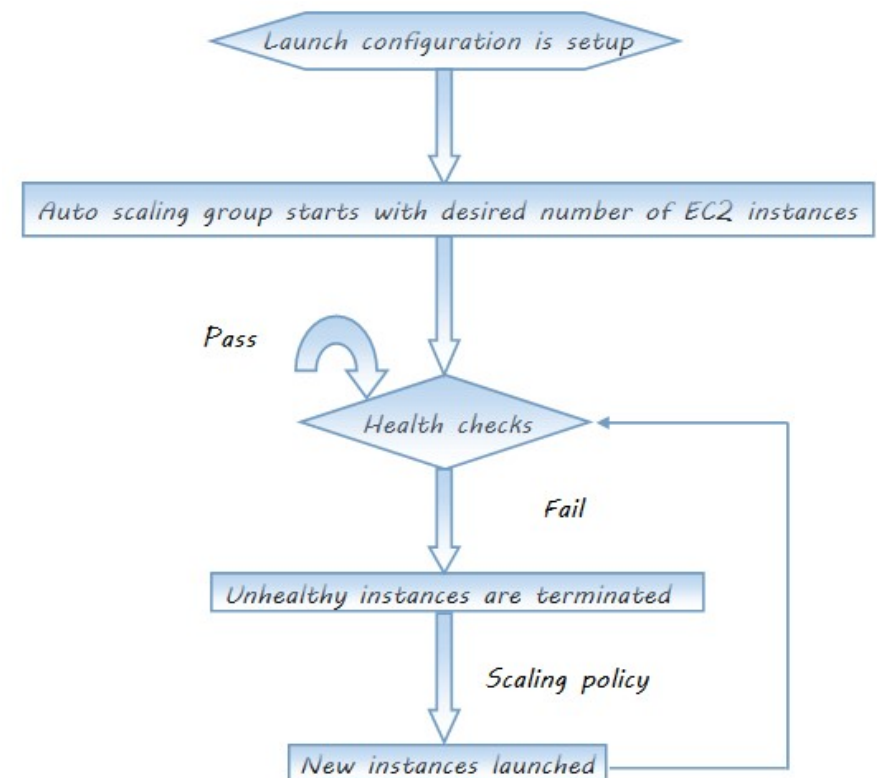 Launch configuration is setup
Auto scaling group starts with desired number of EC2 instances
Pass
Health checks
Fail
Unhealthy instances are terminated
Scaling policy
New instances launched